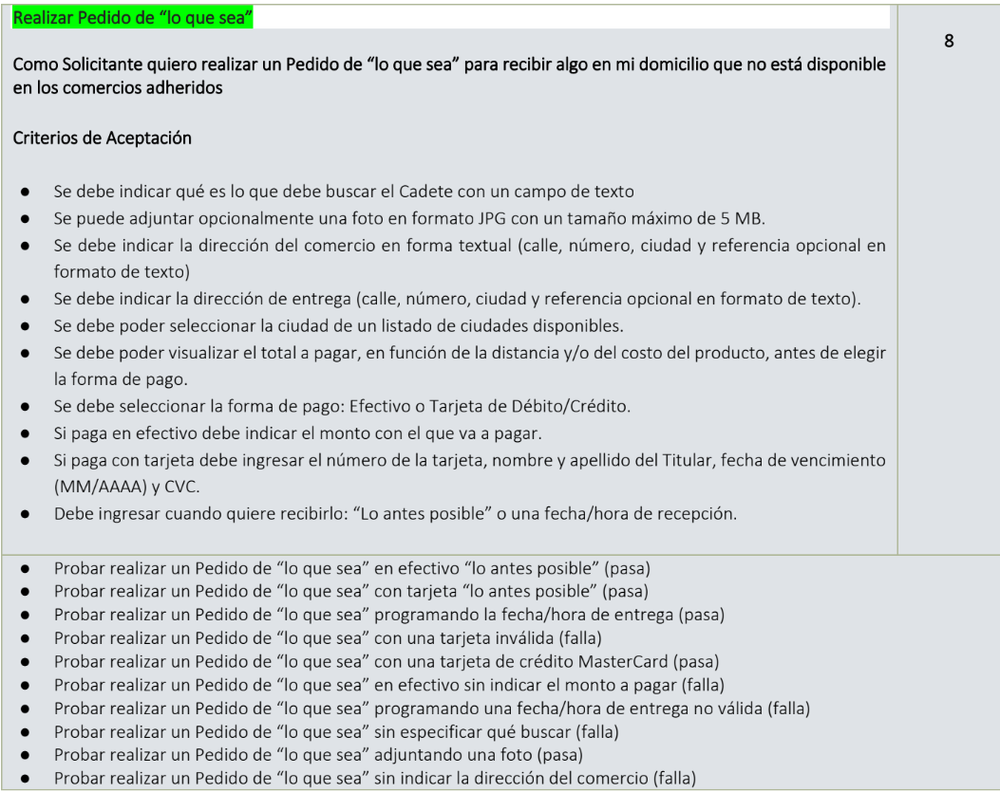 Realizar Pedido de “lo que sea”
8
Como Solicitante quiero realizar un Pedido de “lo que sea” para recibir algo en mi domicilio que no está disponible
en los comercios adheridos
Criterios de Aceptación
● Se debe indicar qué es lo que debe buscar el Cadete con un campo de texto
● Se puede adjuntar opcionalmente una foto en formato JPG con un tamaño máximo de 5 MB.
● Se debe indicar la dirección del comercio en forma textual (calle, número, ciudad y referencia opcional en
formato de texto)
● Se debe indicar la dirección de entrega (calle, número, ciudad y referencia opcional en formato de texto).
● Se debe poder seleccionar la ciudad de un listado de ciudades disponibles.
● Se debe poder visualizar el total a pagar, en función de la distancia y/o del costo del producto, antes de elegir
la forma de pago.
● Se debe seleccionar la forma de pago: Efectivo o Tarjeta de Débito/Crédito.
● Si paga en efectivo debe indicar el monto con el que va a pagar.
● Si paga con tarjeta debe ingresar el número de la tarjeta, nombre y apellido del Titular, fecha de vencimiento
(MM/AAAA) y CVC.
● Debe ingresar cuando quiere recibirlo: “Lo antes posible” o una fecha/hora de recepción.
● Probar realizar un Pedido de “lo que sea” en efectivo “lo antes posible” (pasa)
● Probar realizar un Pedido de “lo que sea” con tarjeta “lo antes posible” (pasa)
● Probar realizar un Pedido de “lo que sea” programando la fecha/hora de entrega (pasa)
● Probar realizar un Pedido de “lo que sea” con una tarjeta inválida (falla)
● Probar realizar un Pedido de “lo que sea” con una tarjeta de crédito MasterCard (pasa)
● Probar realizar un Pedido de “lo que sea” en efectivo sin indicar el monto a pagar (falla)
● Probar realizar un Pedido de “lo que sea” programando una fecha/hora de entrega no válida (falla)
● Probar realizar un Pedido de “lo que sea” sin especificar qué buscar (falla)
● Probar realizar un Pedido de “lo que sea” adjuntando una foto (pasa)
● Probar realizar un Pedido de “lo que sea” sin indicar la dirección del comercio (falla)